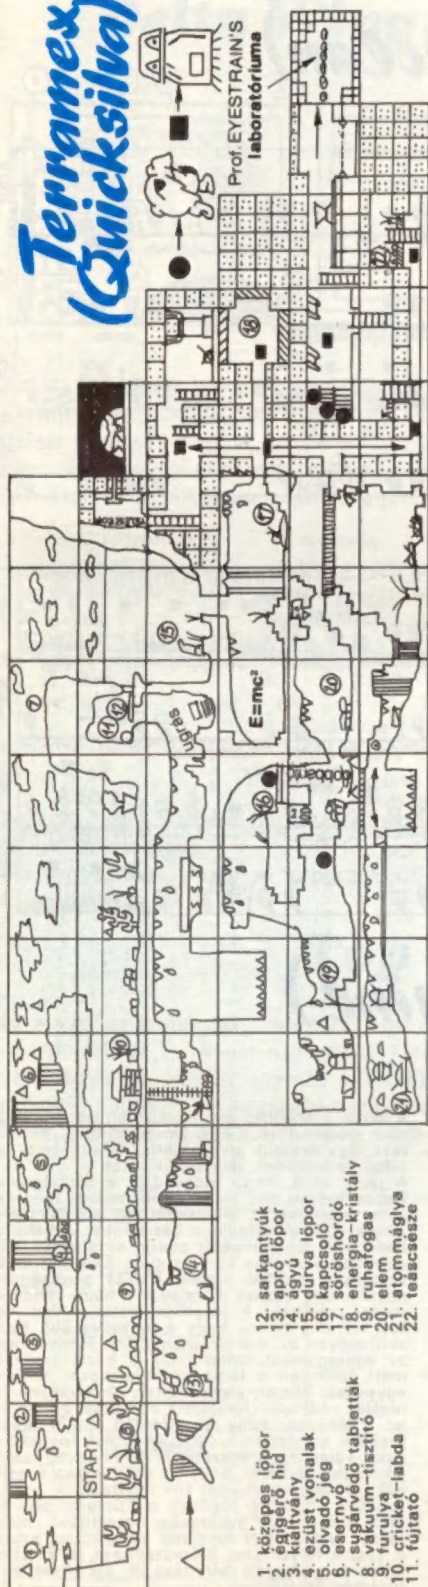 Terramex
(Quicksilva)
Prof. EYESTRAIN'S
laboratóriuma
START
ugrás
E=mc²
robbantó
1. közepes lőpor
2. égigérő hid
3. kiáltvány
4. ezüst vonalak
5. olvadó jég
6. esernyő
7. sugárvédő tabletták
8. vákuum-tisztító
9. furulya
10. cricket-labda
11. fújtató
12. sarkantyúk
13. apró lőpor
14. ágyú
15. durva lőpor
16. kapcsoló
17. söröshordó
18. energia-kristály
19. ruhafogas
20. elem
21. atommáglya
22. teáscsésze